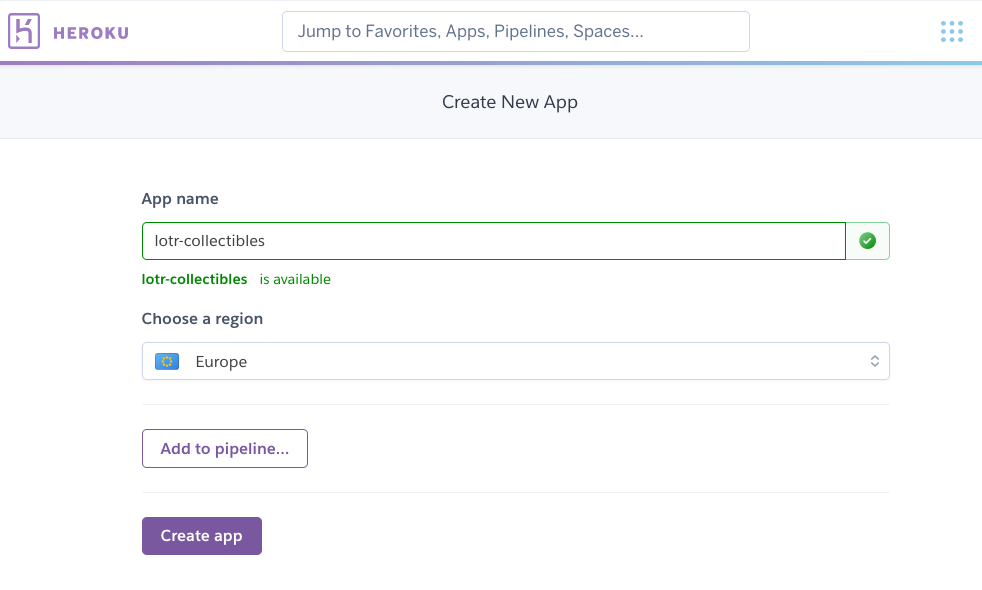 HEROKU
Jump to Favorites, Apps, Pipelines, Spaces...
Create New App
App name
lotr-collectibles
lotr-collectibles is available
Choose a region
Europe
Add to pipeline...
Create app